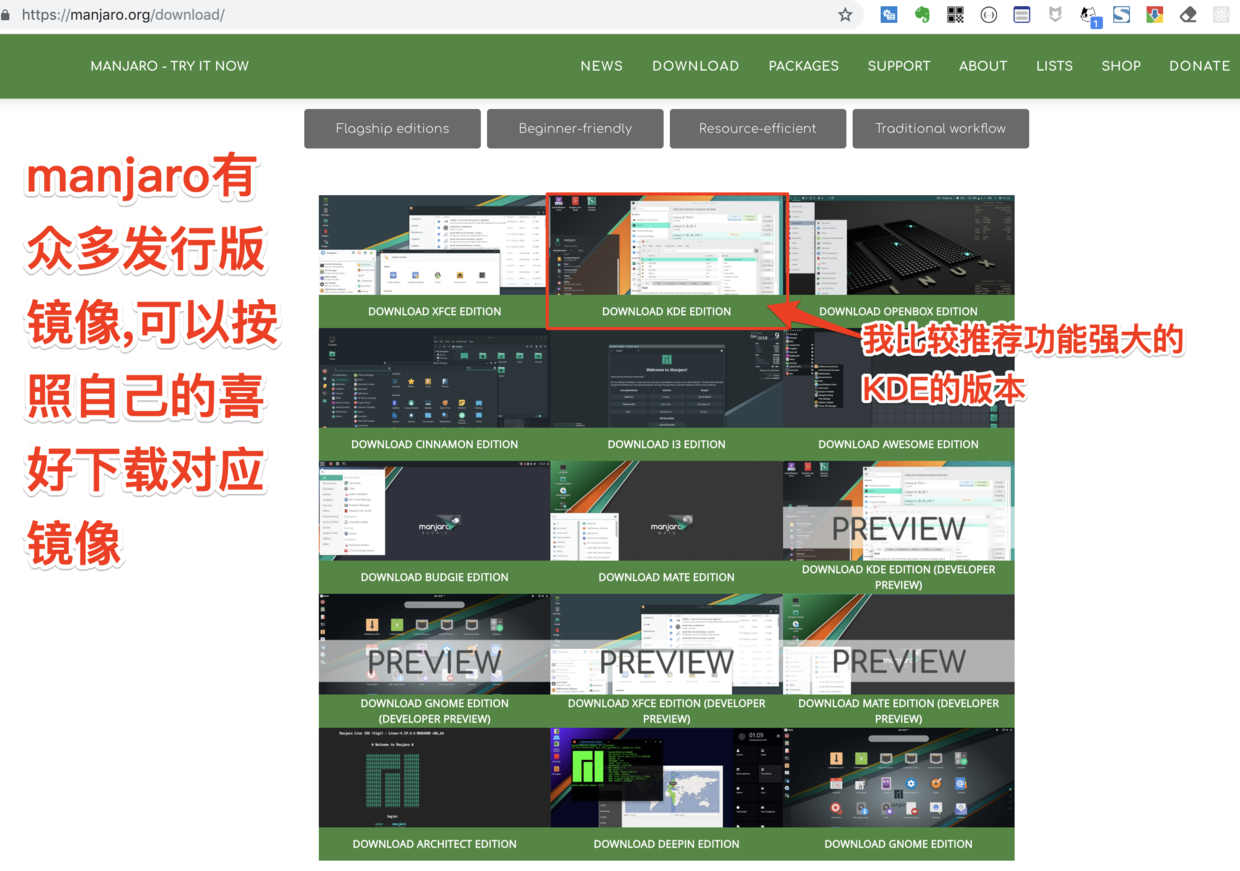 https://manjaro.org/download/
1
MANJARO - TRY IT NOW
NEWS
DOWNLOAD
PACKAGES
SUPPORT
ABOUT
LISTS
SHOP
DONATE
Flagship editions
Beginner-friendly
Resource-efficient
Traditional workflow
manjaro有
众多发行版
镜像,可以按
照自己的喜
好下载对应
镜像
DOWNLOAD XFCE EDITION
DOWNLOAD KDE EDITION
DOWNLOAD OPENBOX EDITION
我比较推荐功能强大的
KDE的版本
Welcome to Manjaro!
DOWNLOAD CINNAMON EDITION
DOWNLOAD I3 EDITION
DOWNLOAD AWESOME EDITION
manjaro
BUDGIE
manjaro
MATE
PREVIEW
DOWNLOAD BUDGIE EDITION
DOWNLOAD MATE EDITION
DOWNLOAD KDE EDITION (DEVELOPER
PREVIEW)
PREVIEW
PREVIEW
PREVIEW
DOWNLOAD GNOME EDITION
(DEVELOPER PREVIEW)
DOWNLOAD XFCE EDITION (DEVELOPER
PREVIEW)
DOWNLOAD MATE EDITION (DEVELOPER
PREVIEW)
01:09
DOWNLOAD ARCHITECT EDITION
DOWNLOAD DEEPIN EDITION
DOWNLOAD GNOME EDITION